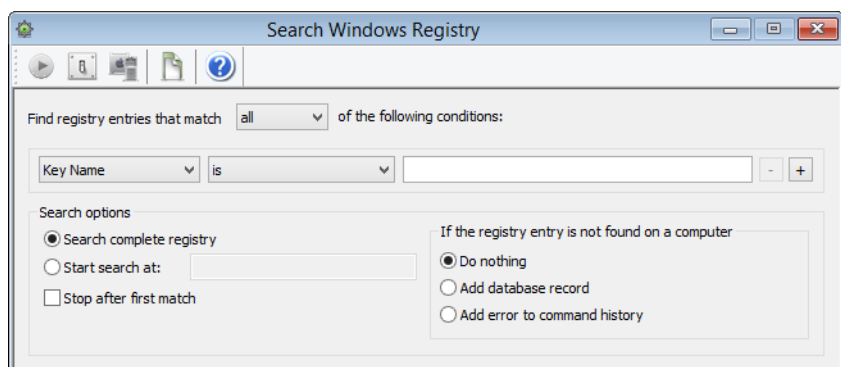 Search Windows Registry
Find registry entries that match all of the following conditions:
Key Name is - +
Search options
Search complete registry
Start search at:
Stop after first match
If the registry entry is not found on a computer
Do nothing
Add database record
Add error to command history